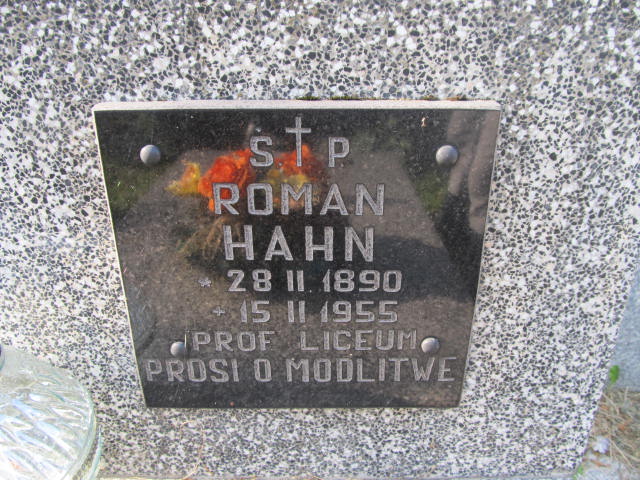 S † P
ROMAN
HAHN
* 28 II 1890
+ 15 II 1955
PROF LICEUM
PROSI O MODLITWE